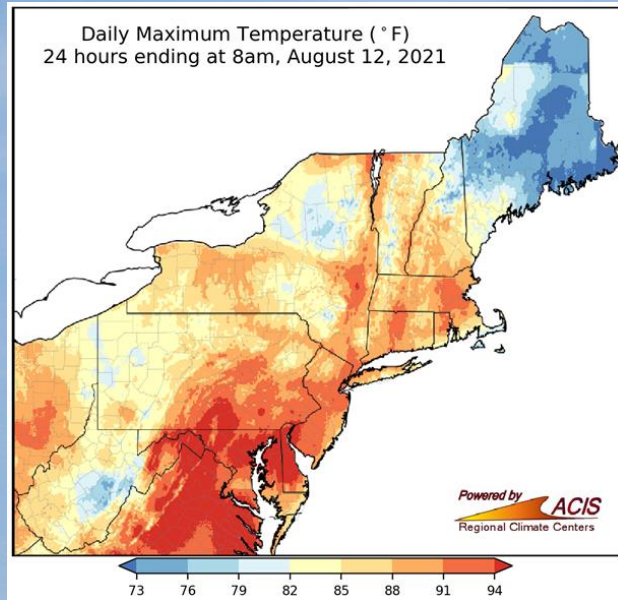 Daily Maximum Temperature (°F)
24 hours ending at 8am, August 12, 2021
Powered by
ACIS
Regional Climate Centers
73 76 79 82 85 88 91 94